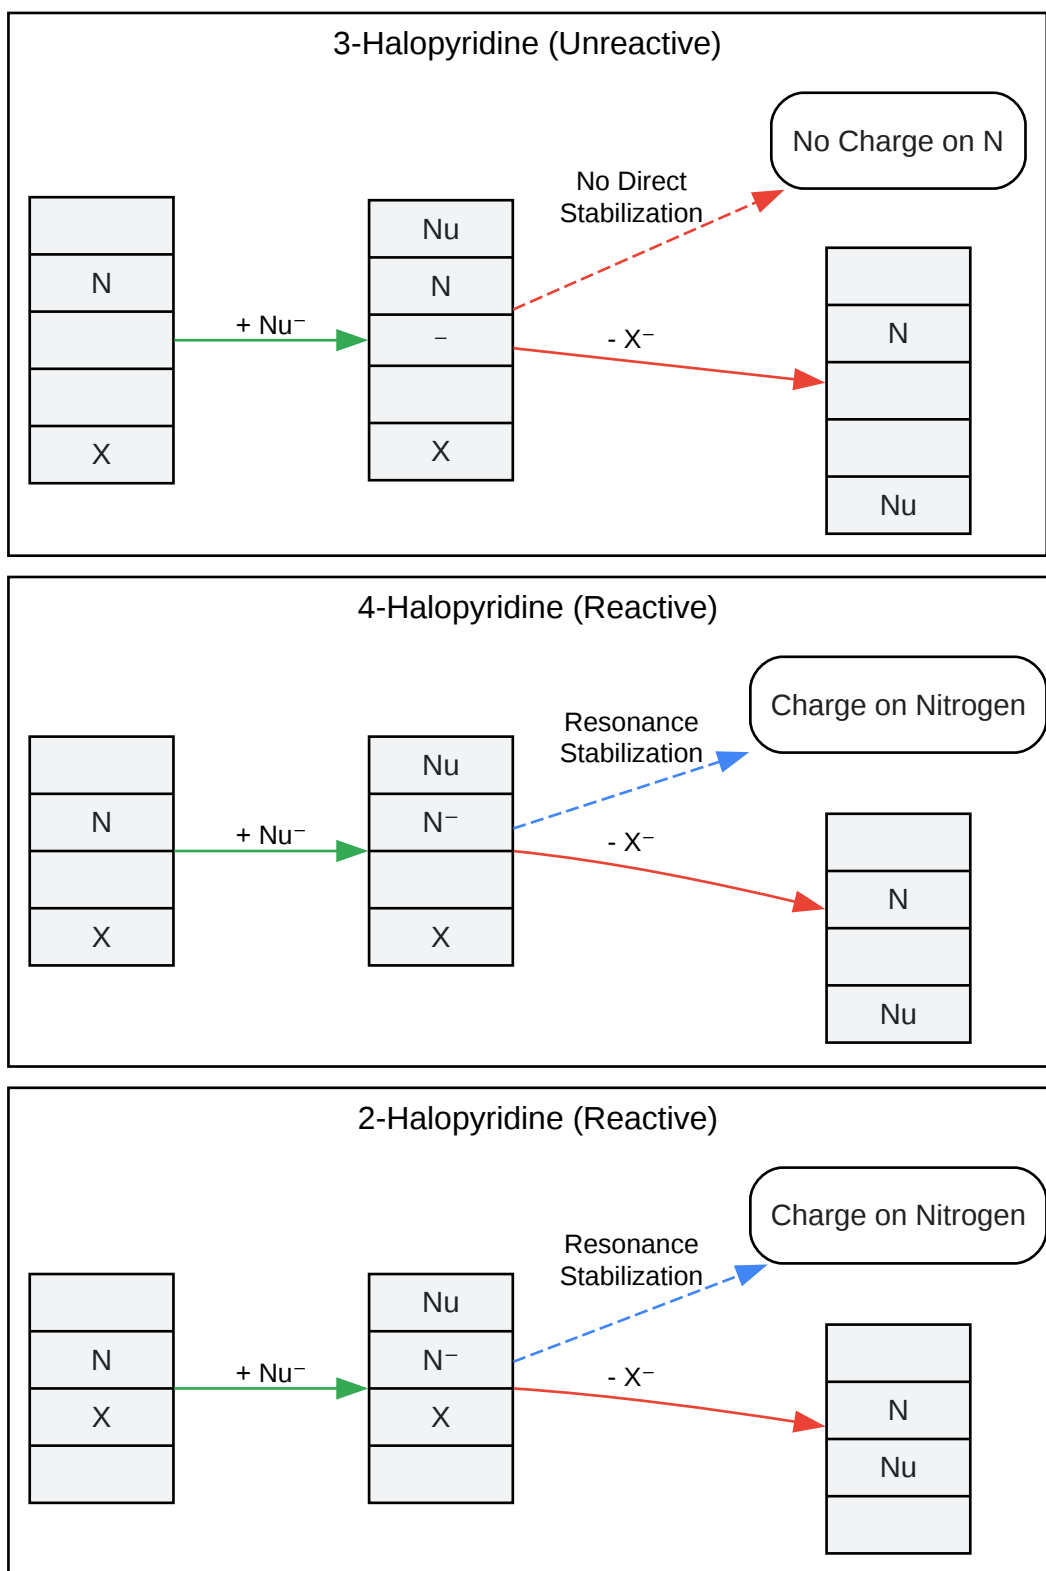 3-Halopyridine (Unreactive)
No Charge on N
No Direct
Stabilization
N
X
+ Nu⁻
Nu
N
−
X
- X⁻
N
Nu
4-Halopyridine (Reactive)
Charge on Nitrogen
Resonance
Stabilization
N
X
+ Nu⁻
Nu
N⁻
X
- X⁻
N
Nu
2-Halopyridine (Reactive)
Charge on Nitrogen
Resonance
Stabilization
N
X
+ Nu⁻
Nu
N⁻
X
- X⁻
N
Nu